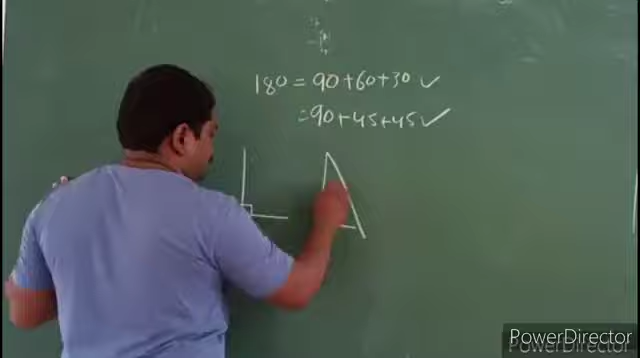 180 = 90+60+30 ✓
= 90+45+45 ✓
PowerDirector